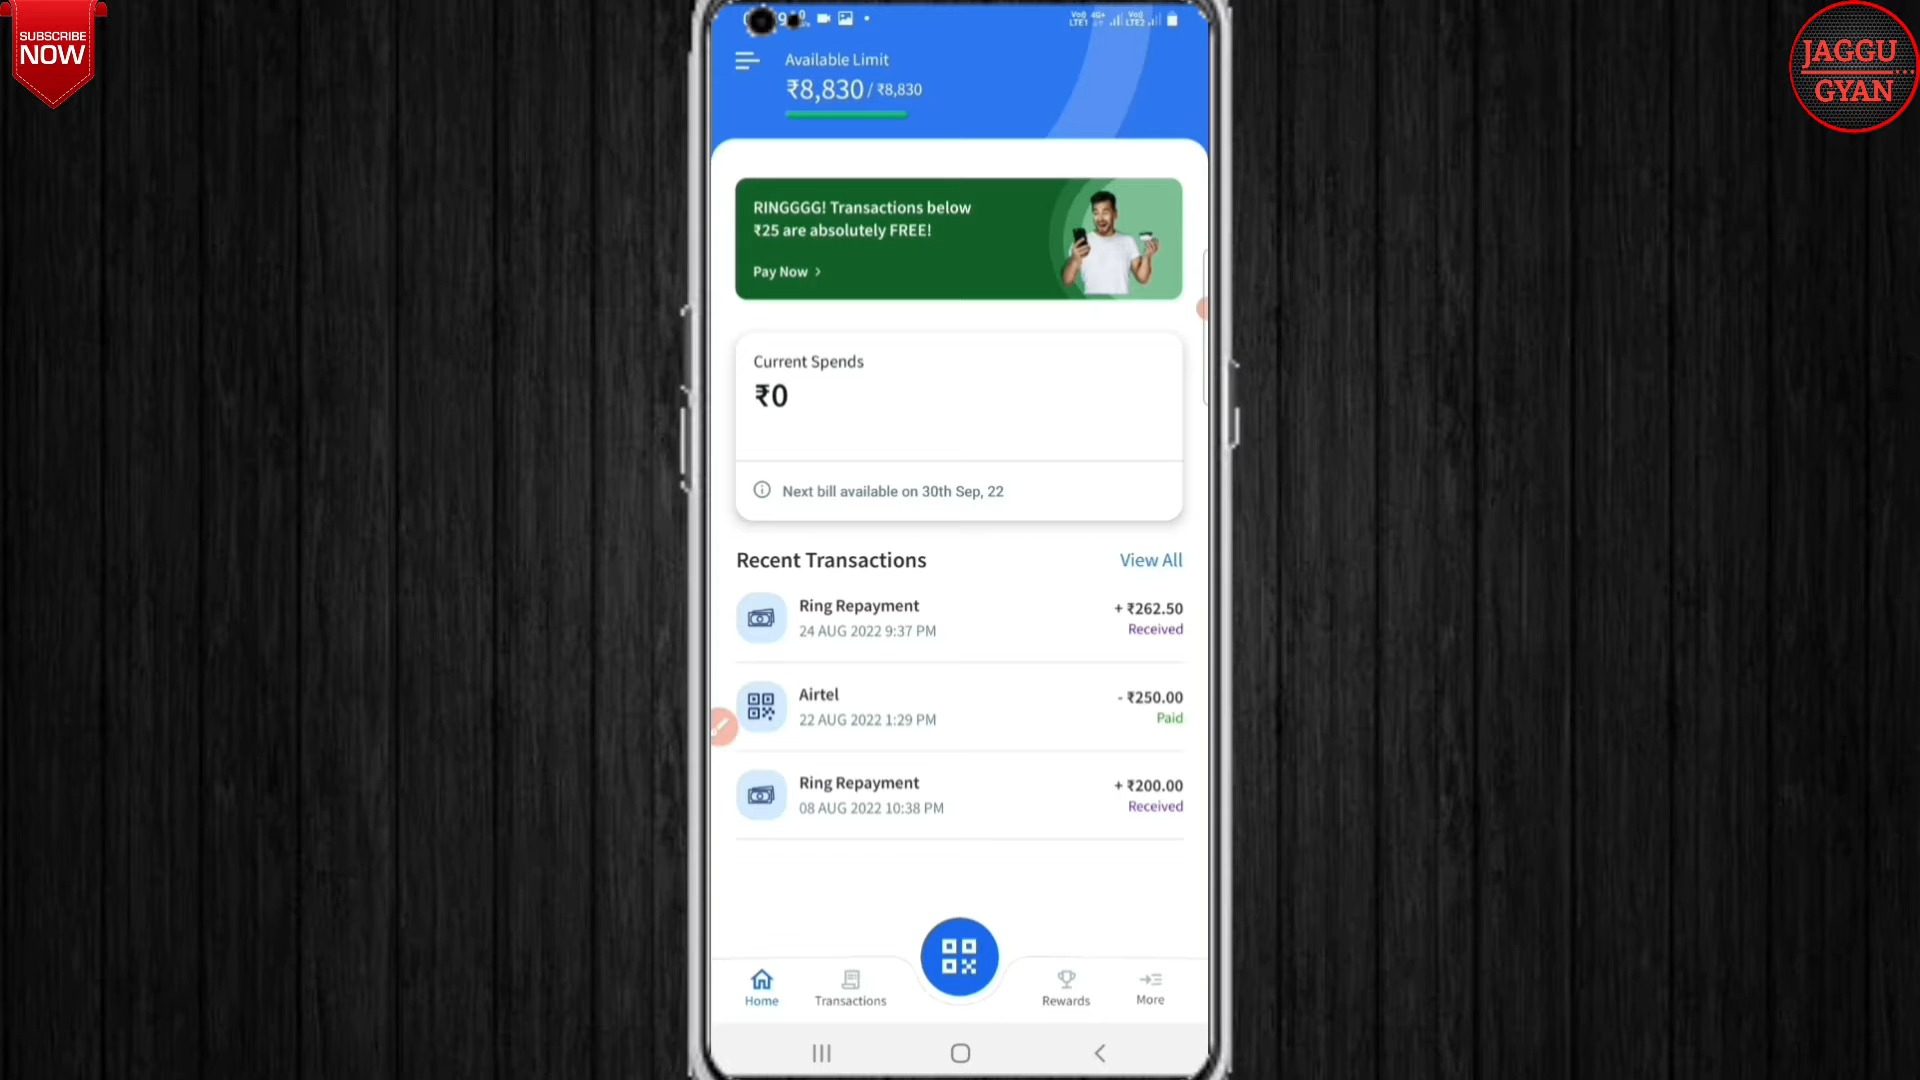 SUBSCRIBE
NOW
JAGGU
GYAN
Available Limit
₹8,830 / ₹8,830
RINGGGG! Transactions below
₹25 are absolutely FREE!
Pay Now
Current Spends
₹0
Next bill available on 30th Sep, 22
Recent Transactions
View All
Ring Repayment
+ ₹262.50
24 AUG 2022 9:37 PM
Received
Airtel
- ₹250.00
22 AUG 2022 1:29 PM
Paid
Ring Repayment
+ ₹200.00
08 AUG 2022 10:38 PM
Received
Home
Transactions
Rewards
More